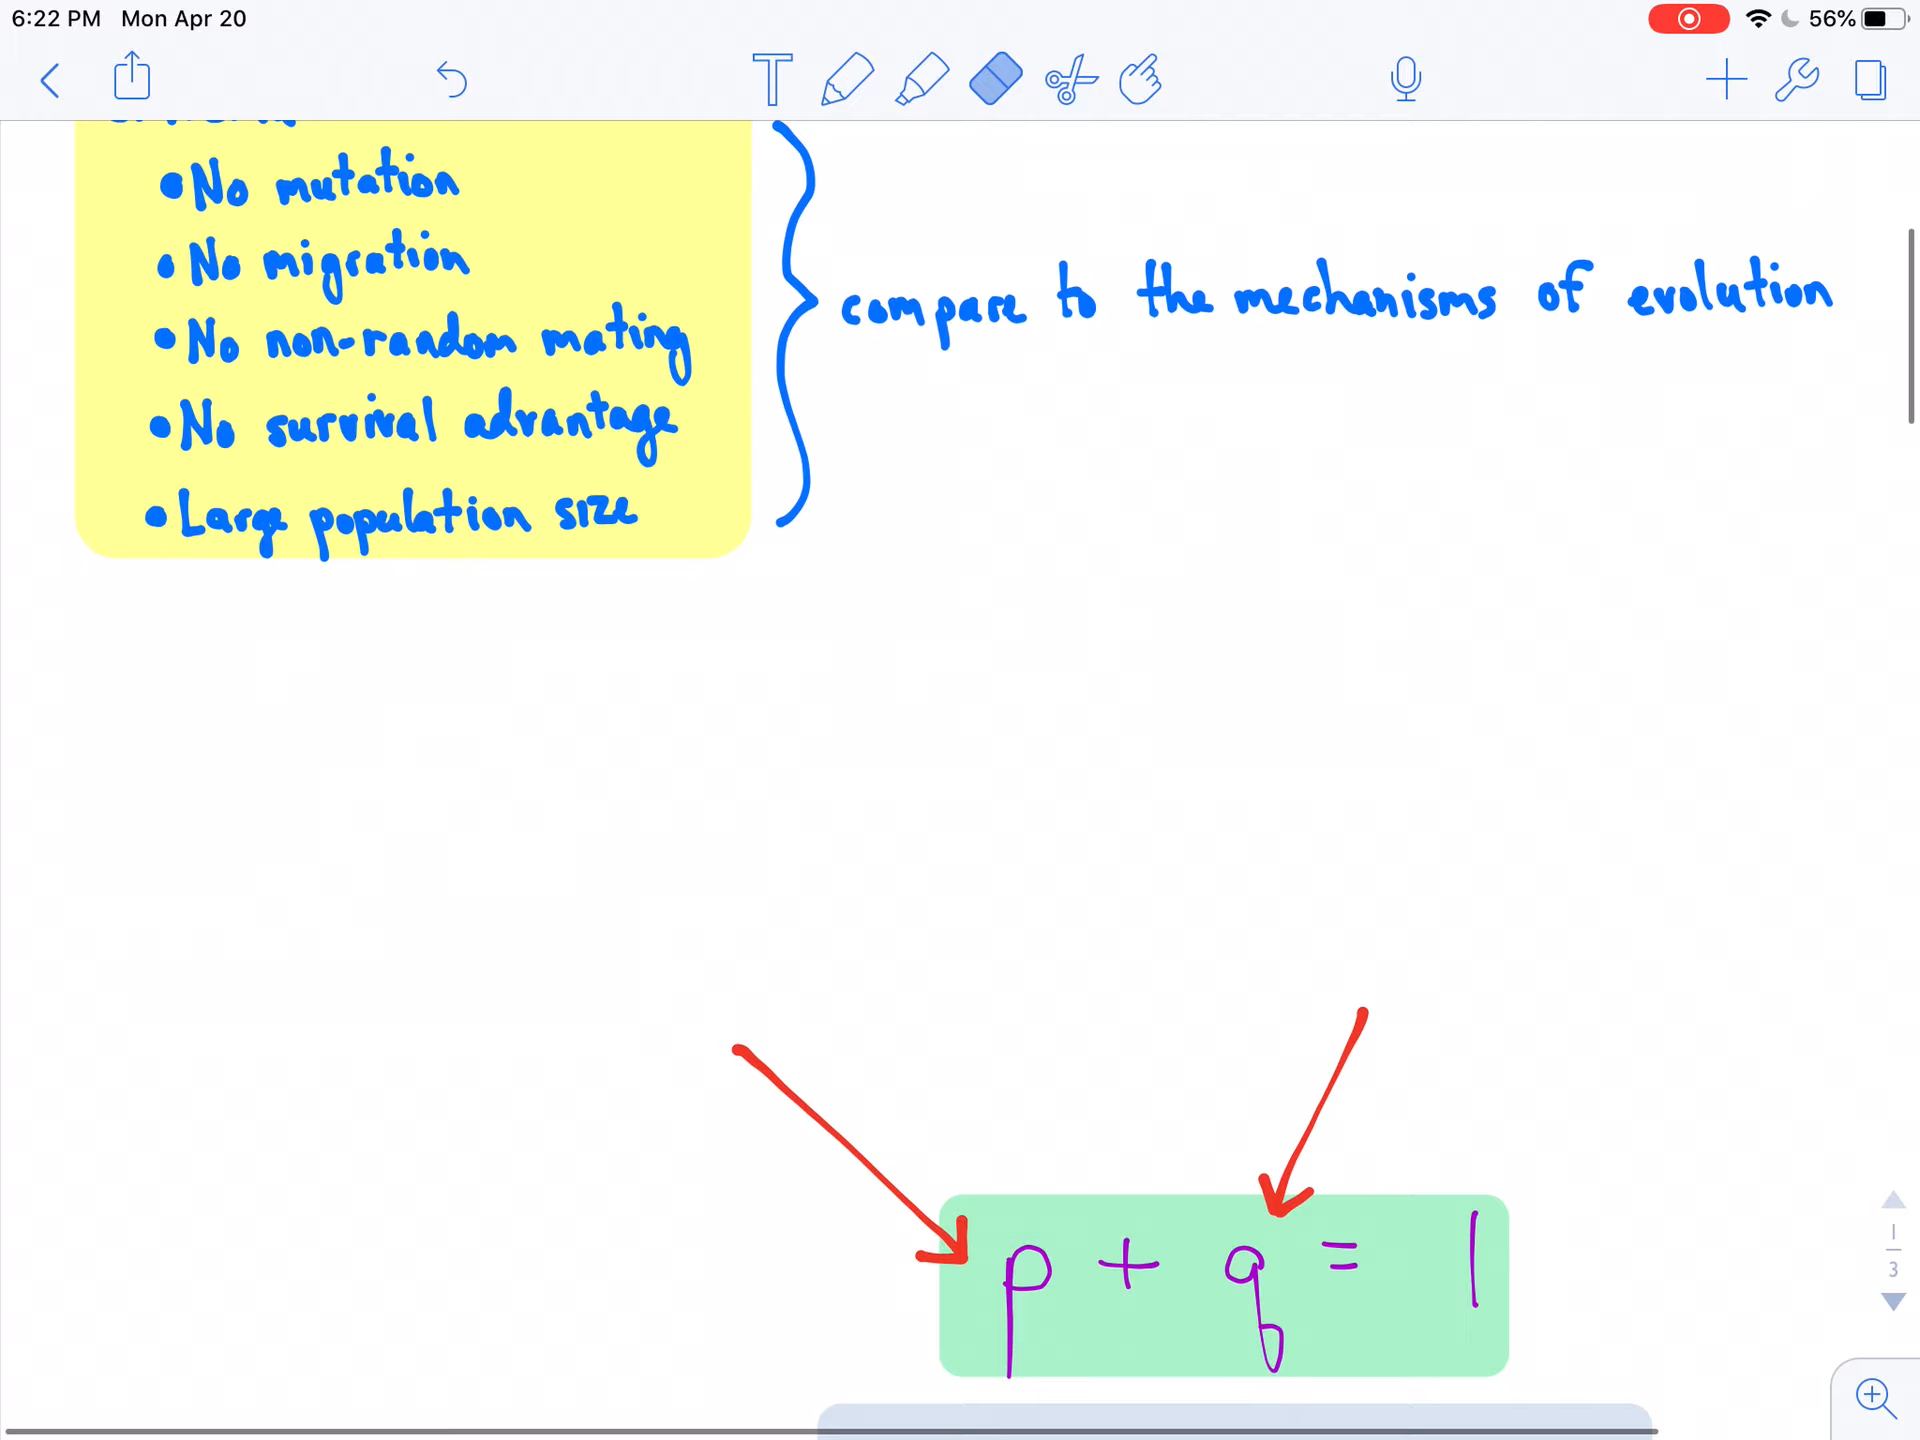 6:22 PM Mon Apr 20
56%
T
• No mutation
• No migration
• No non-random mating
• No survival advantage
• Large population size
compare to the mechanisms of evolution
p + q = 1
1
3